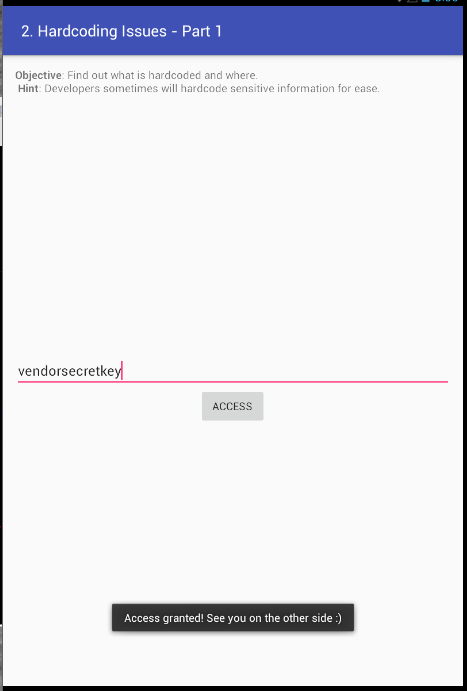 2. Hardcoding Issues - Part 1
Objective: Find out what is hardcoded and where.
Hint: Developers sometimes will hardcode sensitive information for ease.
vendorsecretkey
ACCESS
Access granted! See you on the other side :)